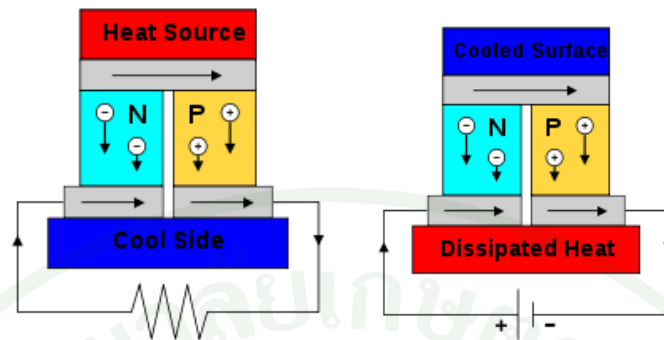 Heat Source
N P
Cool Side
Cooled Surface
N P
Dissipated Heat
+ -